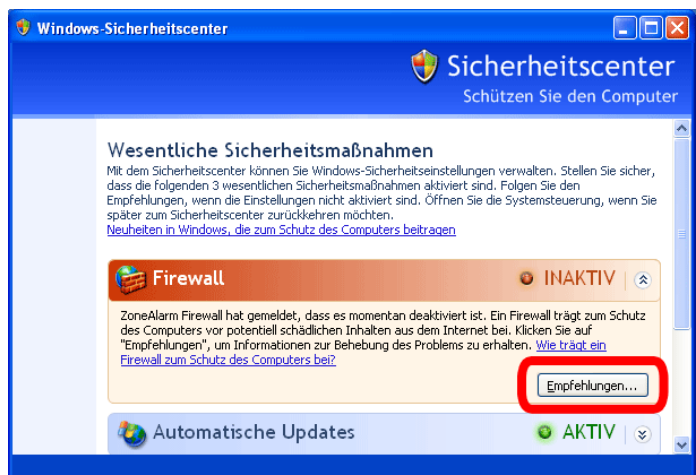 Windows-Sicherheitscenter
Sicherheitscenter
Schützen Sie den Computer
Wesentliche Sicherheitsmaßnahmen
Mit dem Sicherheitscenter können Sie Windows-Sicherheitseinstellungen verwalten. Stellen Sie sicher,
dass die folgenden 3 wesentlichen Sicherheitsmaßnahmen aktiviert sind. Folgen Sie den
Empfehlungen, wenn die Einstellungen nicht aktiviert sind. Öffnen Sie die Systemsteuerung, wenn Sie
später zum Sicherheitscenter zurückkehren möchten.
Neuheiten in Windows, die zum Schutz des Computers beitragen
Firewall INAKTIV
ZoneAlarm Firewall hat gemeldet, dass es momentan deaktiviert ist. Ein Firewall trägt zum Schutz
des Computers vor potentiell schädlichen Inhalten aus dem Internet bei. Klicken Sie auf
"Empfehlungen", um Informationen zur Behebung des Problems zu erhalten. Wie trägt ein
Firewall zum Schutz des Computers bei?
Empfehlungen...
Automatische Updates AKTIV